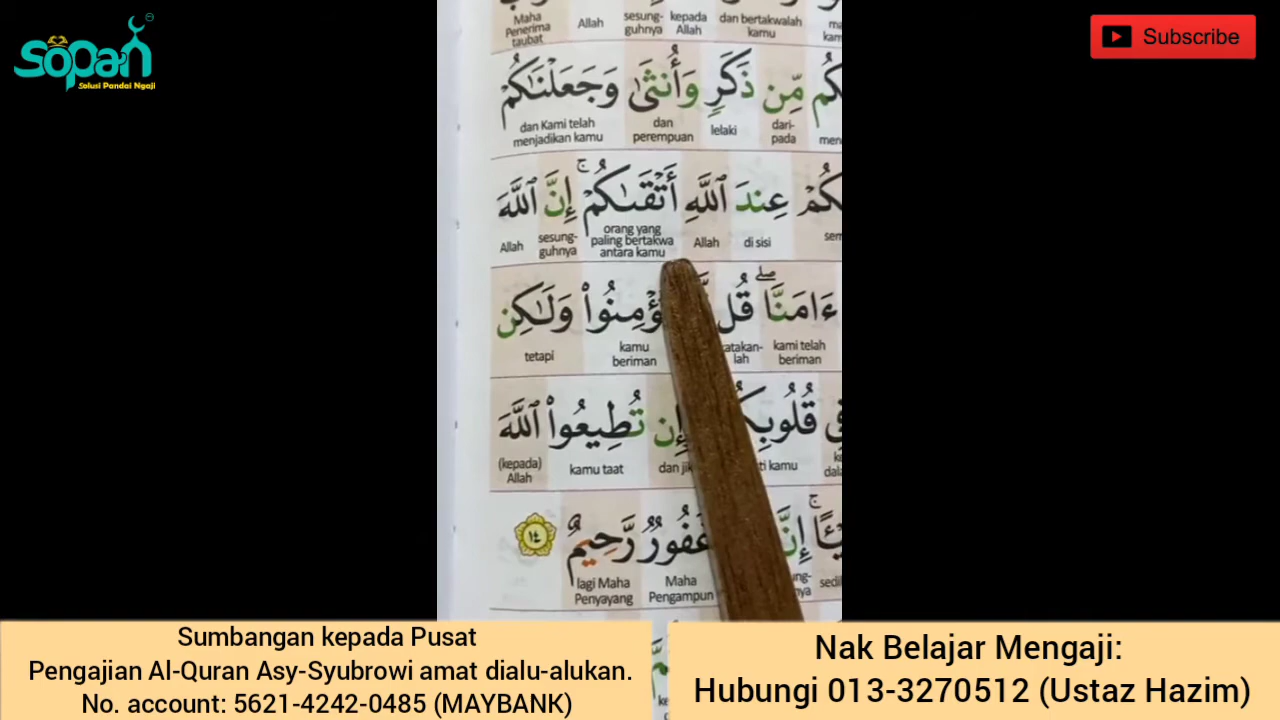 sopan
Solusi Pandai Ngaji
Subscribe
Maha Penerima taubat
Allah
sesung-guhnya
kepada Allah
dan bertakwalah kamu
مِّن ذَكَرٍ وَأُنثَىٰ وَجَعَلْنَـٰكُمْ
dan Kami telah menjadikan kamu
dan perempuan
lelaki
dari-pada
عِندَ ٱللَّهِ أَتْقَىٰكُمْ ۚ إِنَّ ٱللَّهَ
Allah
sesung-guhnya
orang yang paling bertakwa antara kamu
Allah
di sisi
ءَامَنَّا ۖ قُل وَلَـٰكِن
tetapi
kamu beriman
kami telah beriman
تُطِيعُوا۟ ٱللَّهَ
(kepada) Allah
kamu taat
kamu
إِنَّ غَفُورٌ رَّحِيمٌ ١٤
lagi Maha Penyayang
Maha Pengampun
Sumbangan kepada Pusat
Pengajian Al-Quran Asy-Syubrowi amat dialu-alukan.
No. account: 5621-4242-0485 (MAYBANK)
Nak Belajar Mengaji:
Hubungi 013-3270512 (Ustaz Hazim)